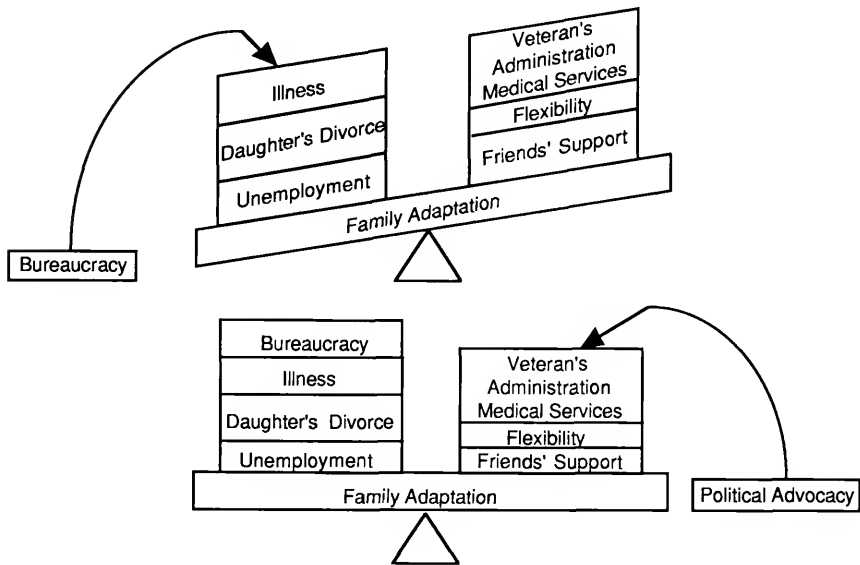 Illness
Daughter's Divorce
Unemployment
Veteran's
Administration
Medical Services
Flexibility
Friends' Support
Family Adaptation
Bureaucracy
Bureaucracy
Illness
Daughter's Divorce
Unemployment
Veteran's
Administration
Medical Services
Flexibility
Friends' Support
Family Adaptation
Political Advocacy